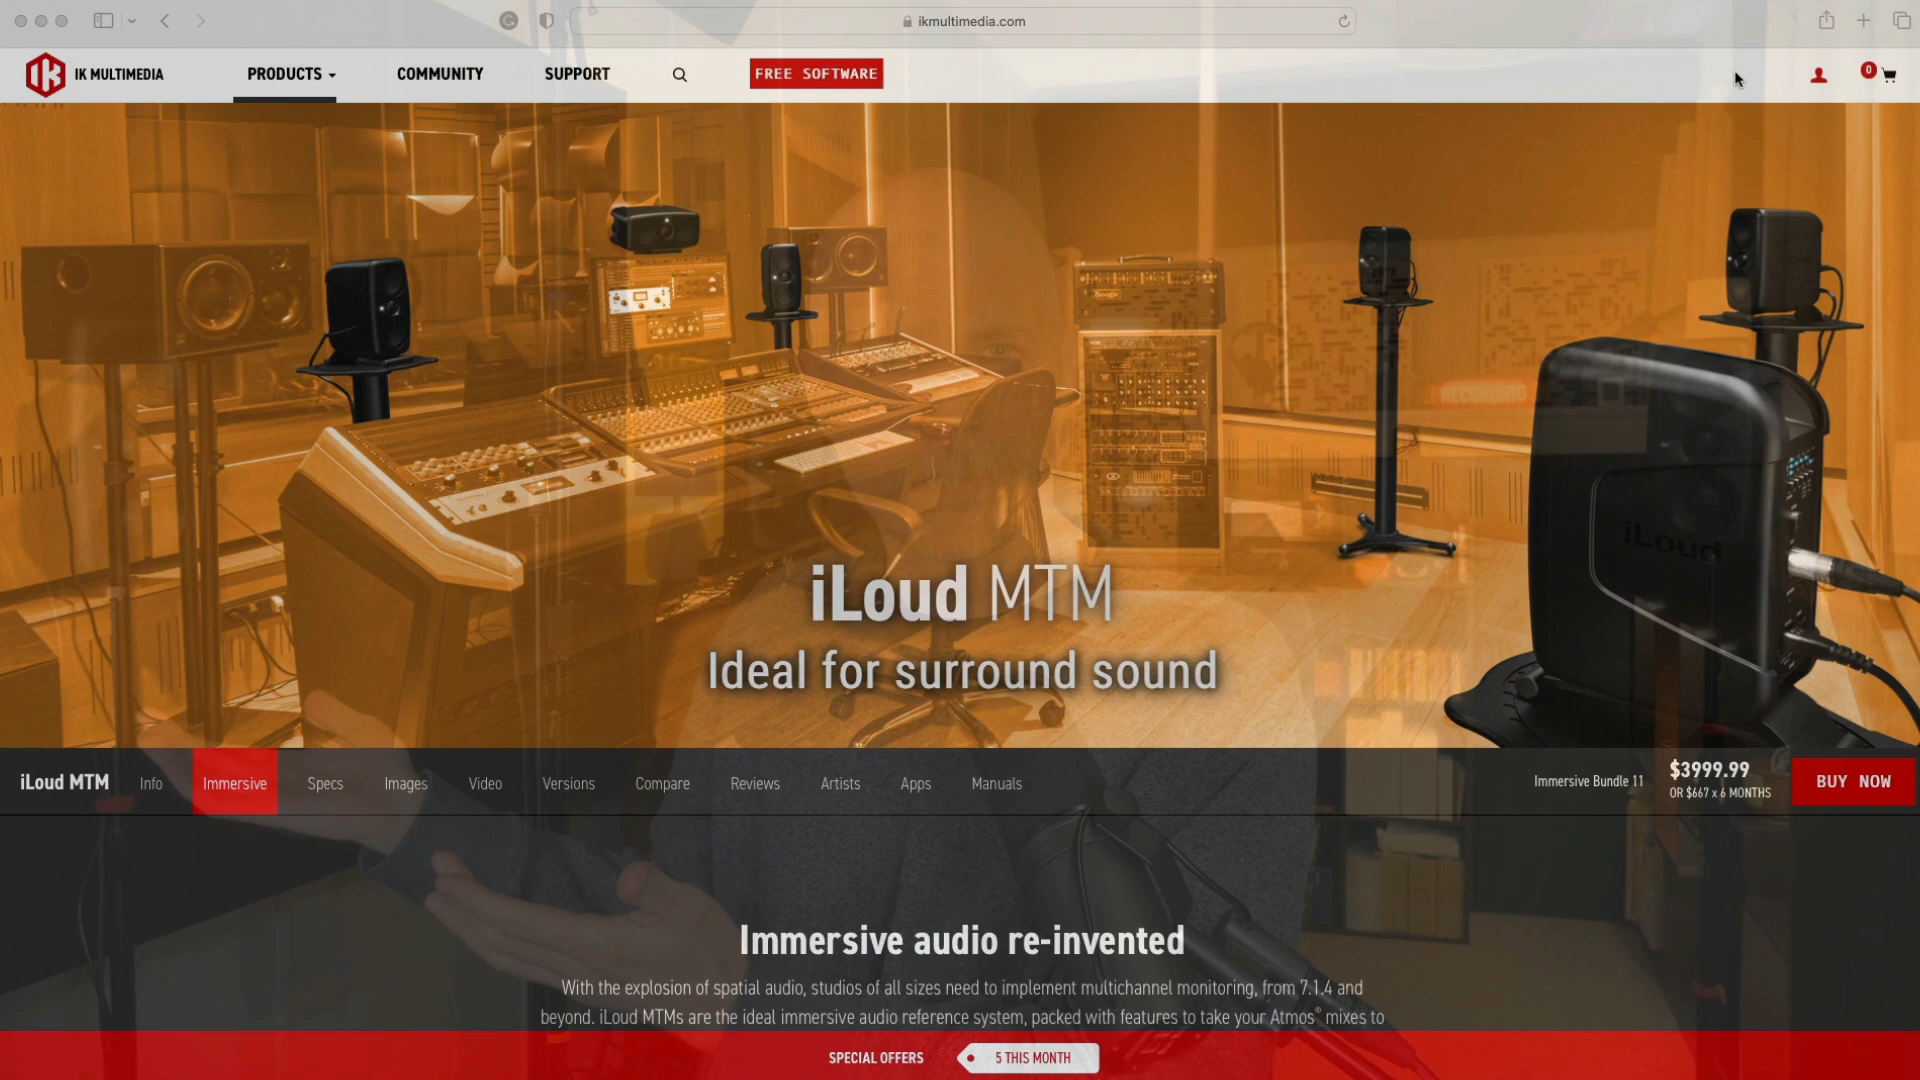 ikmultimedia.com
IK MULTIMEDIA
PRODUCTS
COMMUNITY
SUPPORT
FREE SOFTWARE
0
RECORDING
iLoud
iLoud MTM
Ideal for surround sound
iLoud MTM
Info
Immersive
Specs
Images
Video
Versions
Compare
Reviews
Artists
Apps
Manuals
Immersive Bundle 11
$3999.99
OR $667 x 6 MONTHS
BUY NOW
Immersive audio re-invented
With the explosion of spatial audio, studios of all sizes need to implement multichannel monitoring, from 7.1.4 and
beyond. iLoud MTMs are the ideal immersive audio reference system, packed with features to take your Atmos® mixes to
SPECIAL OFFERS
5 THIS MONTH